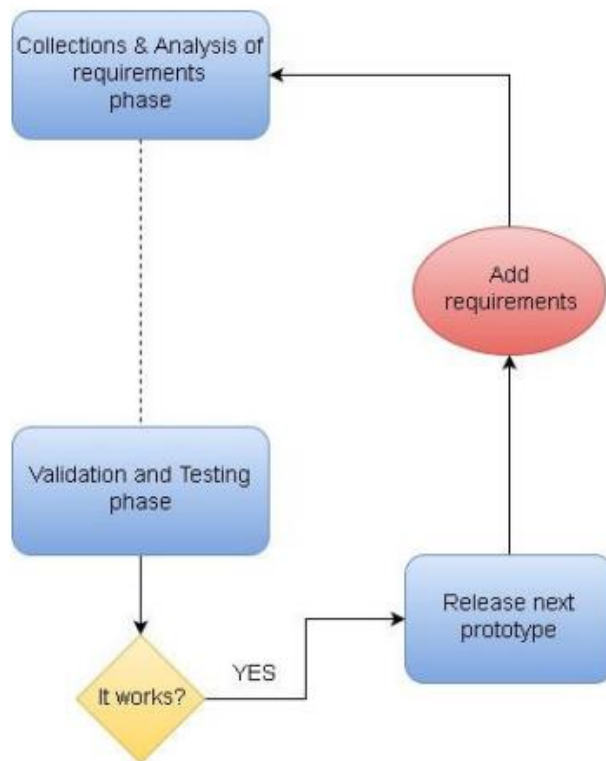 Collections & Analysis of
requirements
phase
Add
requirements
Validation and Testing
phase
Release next
prototype
It works?
YES